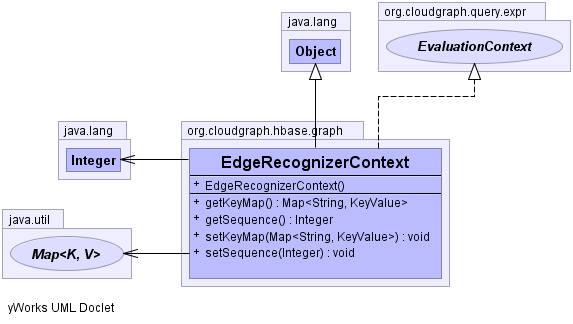 java.lang
org.cloudgraph.query.expr
Object
EvaluationContext
java.lang
org.cloudgraph.hbase.graph
Integer
EdgeRecognizerContext
+ EdgeRecognizerContext()
+ getKeyMap() : Map<String, KeyValue>
+ getSequence() : Integer
+ setKeyMap(Map<String, KeyValue>) : void
+ setSequence(Integer) : void
java.util
Map<K, V>
yWorks UML Doclet